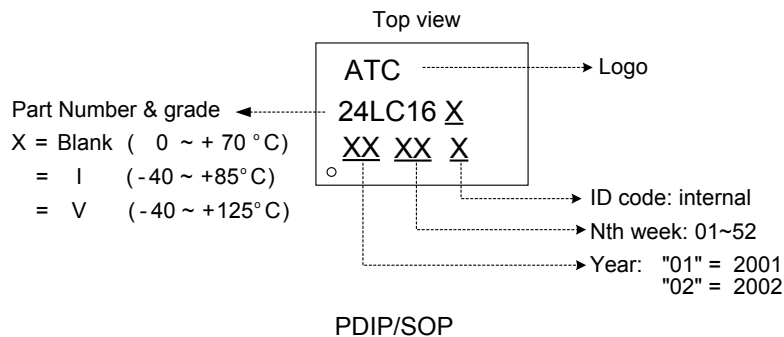 Top view
ATC
Logo
Part Number & grade
24LC16 X
X = Blank ( 0 ~ + 70 °C)
= I (-40 ~ +85°C)
= V (-40 ~ +125°C)
XX XX X
ID code: internal
Nth week: 01~52
Year: "01" = 2001
"02" = 2002
PDIP/SOP